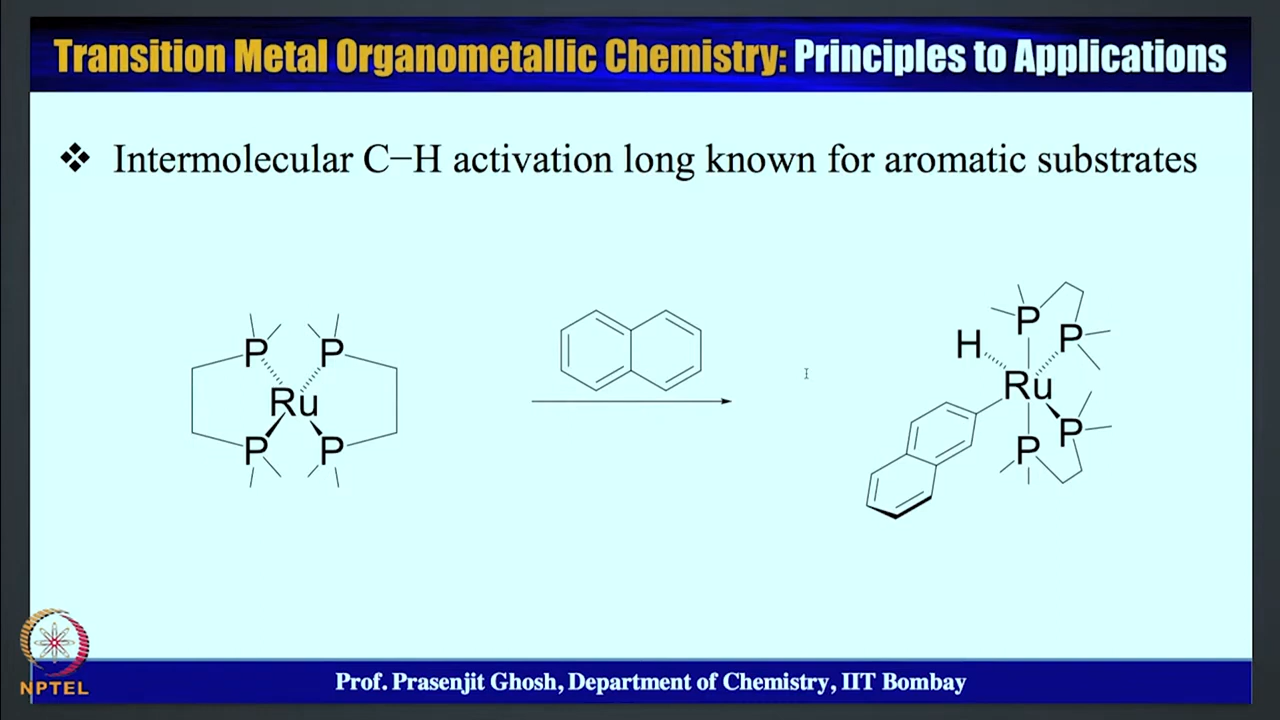 Transition Metal Organometallic Chemistry: Principles to Applications
❖ Intermolecular C−H activation long known for aromatic substrates
P P
Ru
P P
P
H P
Ru
P P
NPTEL
Prof. Prasenjit Ghosh, Department of Chemistry, IIT Bombay